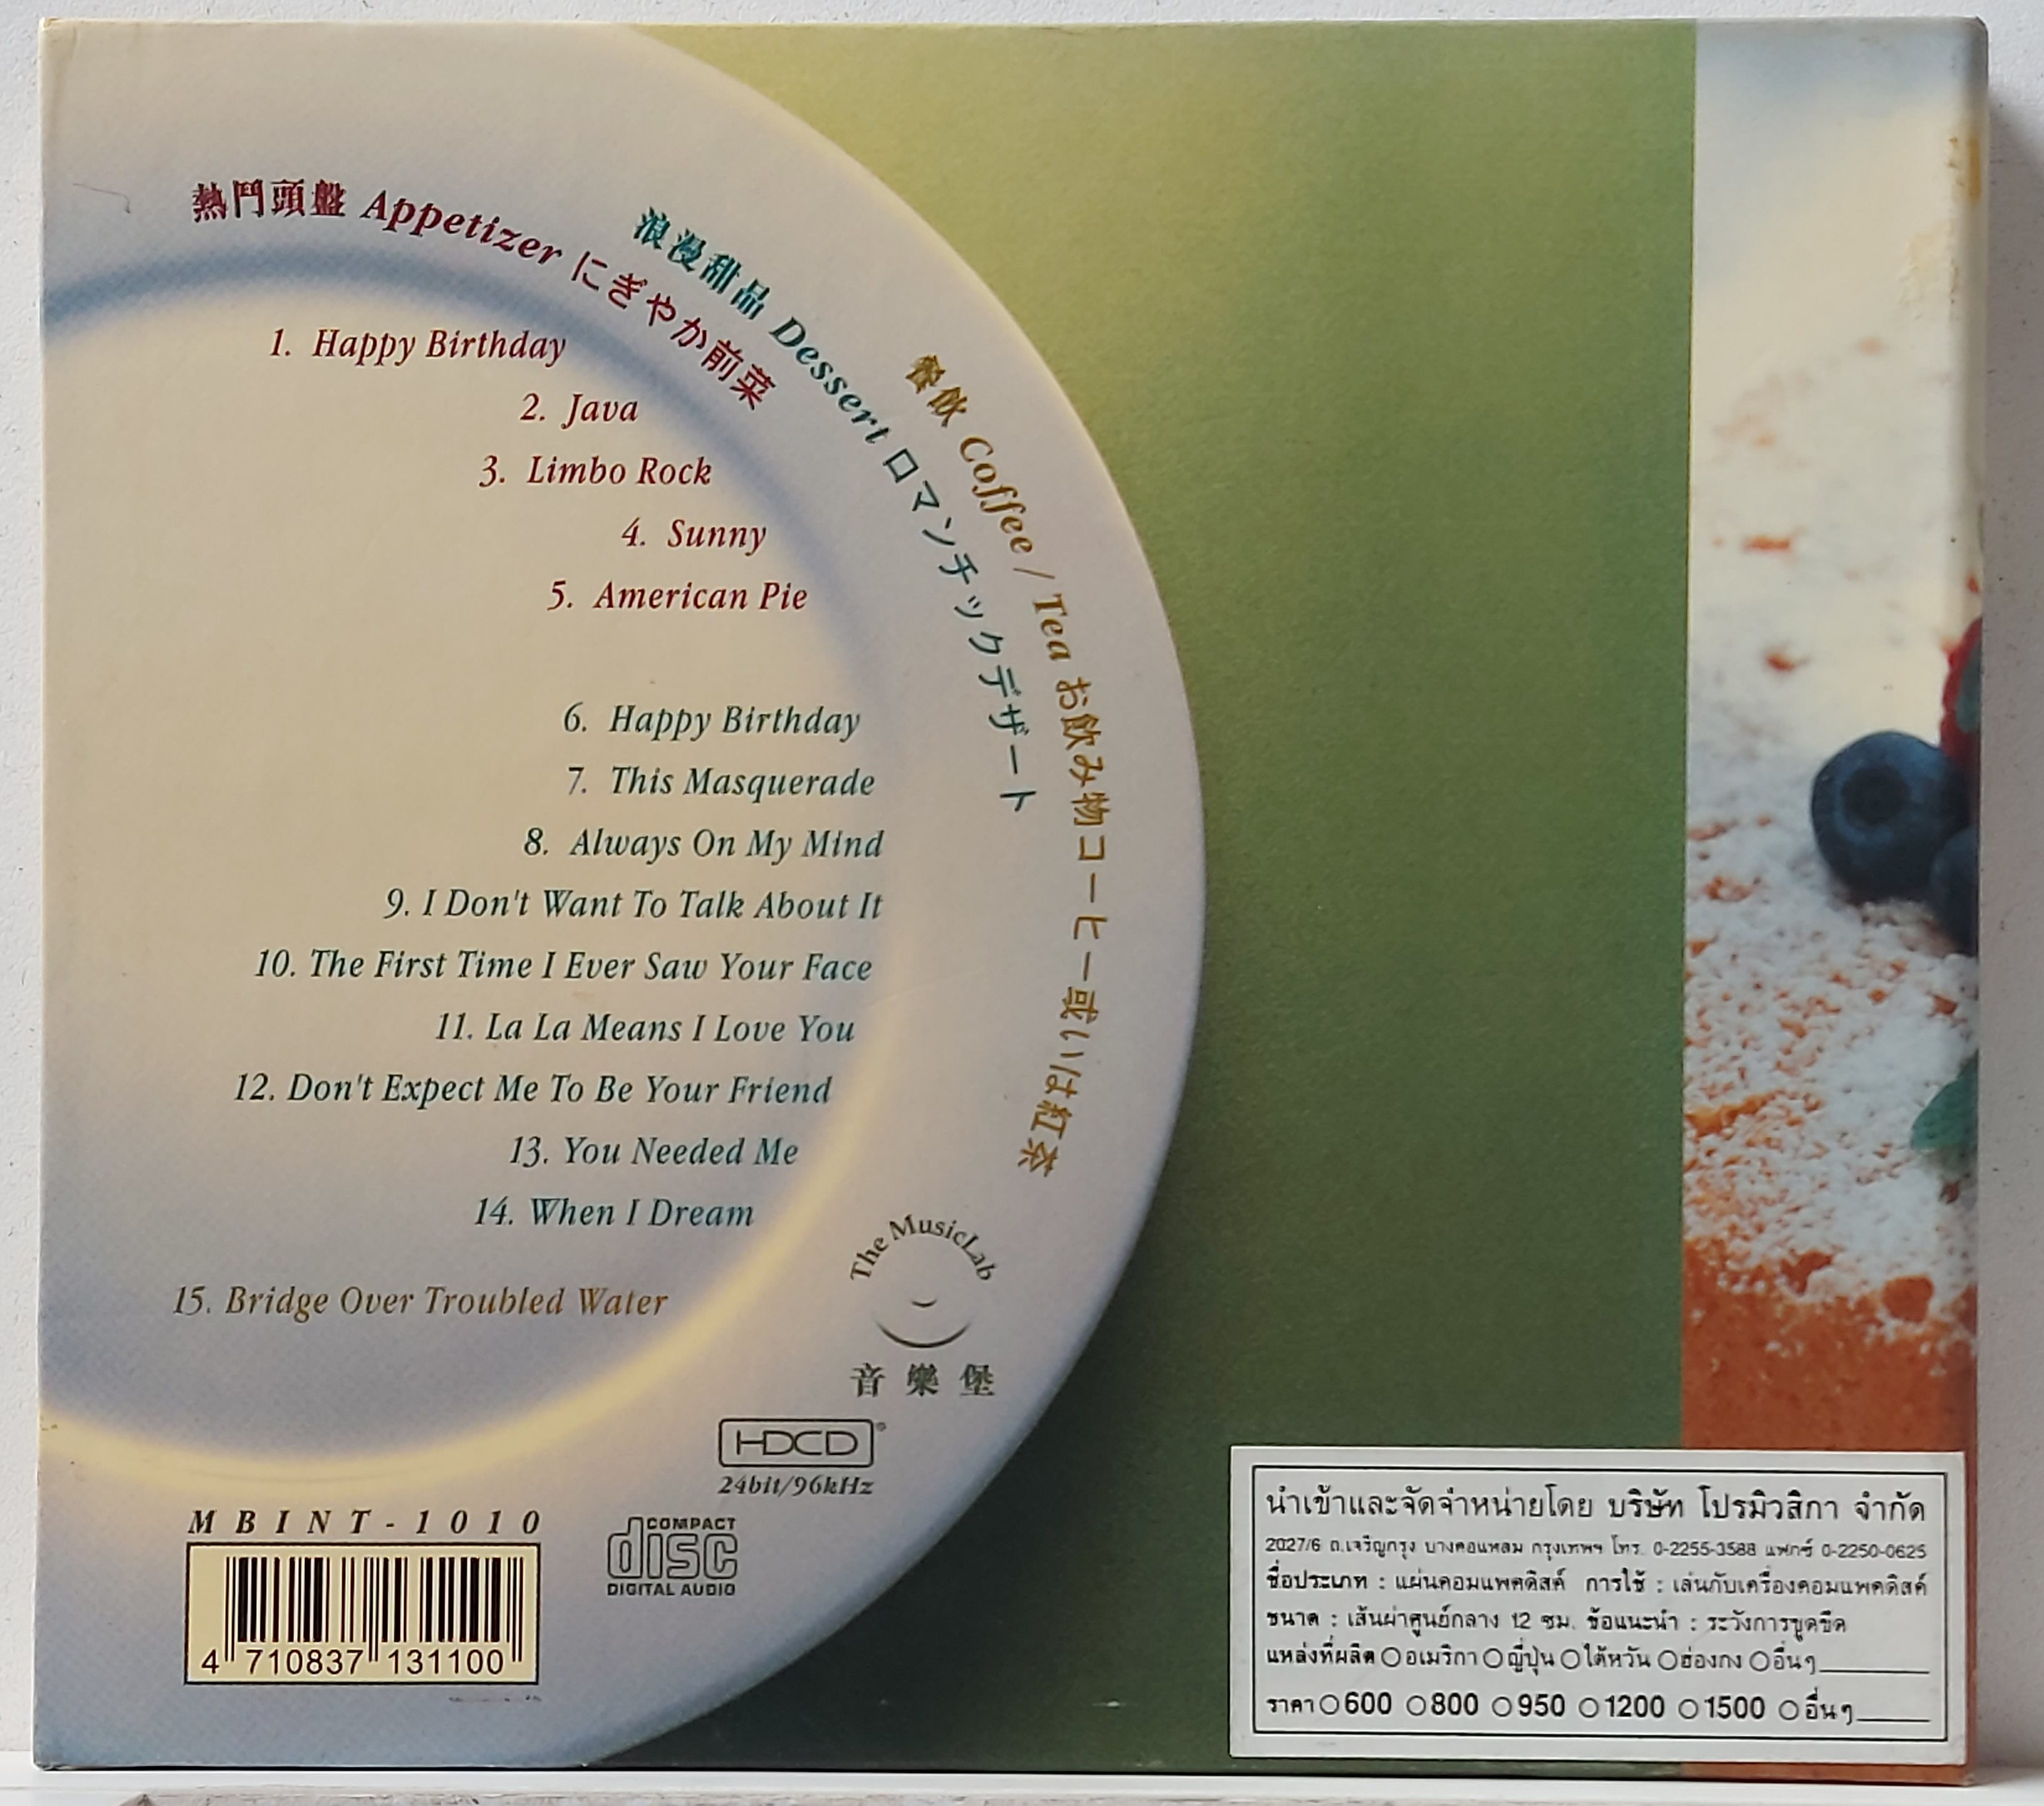 熱門頭盤 Appetizer にぎやか前菜
浪漫甜品 Dessert ロマンチックデザート
餐飲 Coffee / Tea お飲み物コーヒー或いは紅茶
1. Happy Birthday
2. Java
3. Limbo Rock
4. Sunny
5. American Pie
6. Happy Birthday
7. This Masquerade
8. Always On My Mind
9. I Don't Want To Talk About It
10. The First Time I Ever Saw Your Face
11. La La Means I Love You
12. Don't Expect Me To Be Your Friend
13. You Needed Me
14. When I Dream
15. Bridge Over Troubled Water
The MusicLab
音樂堡
HDCD®
24bit/96kHz
MBINT-1010
4 710837 131100
COMPACT
disc
DIGITAL AUDIO
นำเข้าและจัดจำหน่ายโดย บริษัท โปรมิวสิกา จำกัด
2027/6 ถ.เจริญกรุง บางคอแหลม กรุงเทพฯ โทร. 0-2255-3588 แฟกซ์ 0-2250-0625
ชื่อประเภท : แผ่นคอมแพคดิสค์ การใช้ : เล่นกับเครื่องคอมแพคดิสค์
ขนาด : เส้นผ่าศูนย์กลาง 12 ซม. ข้อแนะนำ : ระวังการขูดขีด
แหล่งที่ผลิต ○อเมริกา ○ญี่ปุ่น ○ไต้หวัน ○ฮ่องกง ○อื่นๆ
ราคา ○600 ○800 ○950 ○1200 ○1500 ○อื่นๆ